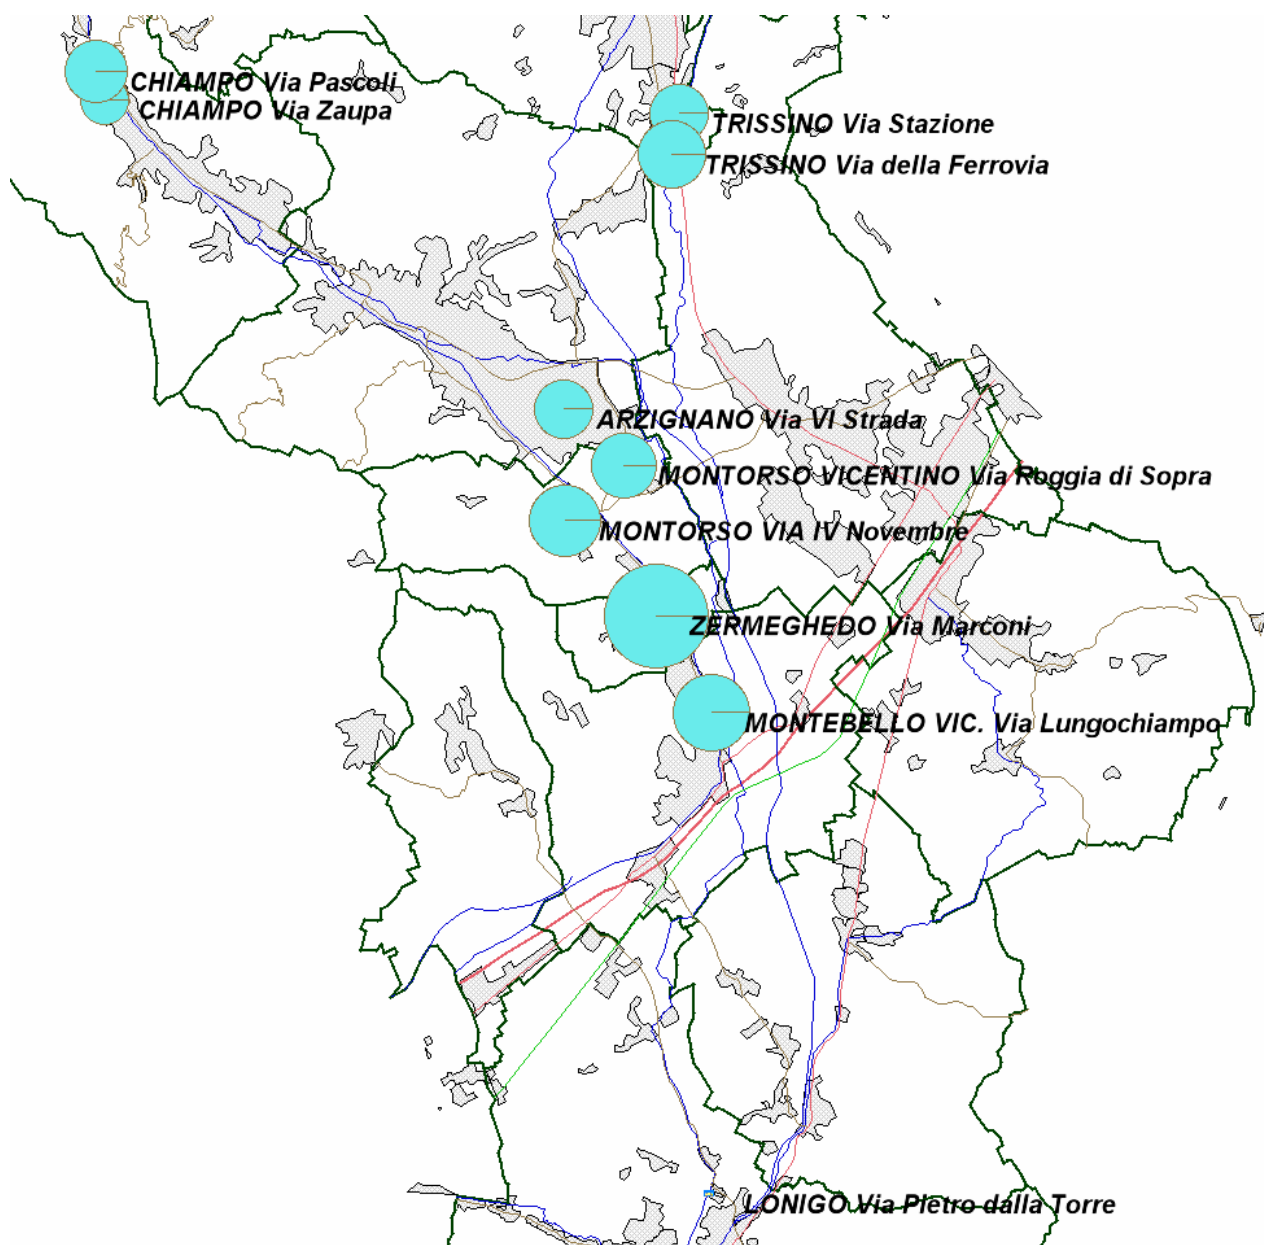 CHIAMPO Via Pascoli
CHIAMPO Via Zaupa
TRISSINO Via Stazione
TRISSINO Via della Ferrovia
ARZIGNANO Via VI Strada
MONTORSO VICENTINO Via Roggia di Sopra
MONTORSO VIA IV Novembre
ZERMEGHEDO Via Marconi
MONTEBELLO VIC. Via Lungochiampo
LONIGO Via Pietro dalla Torre